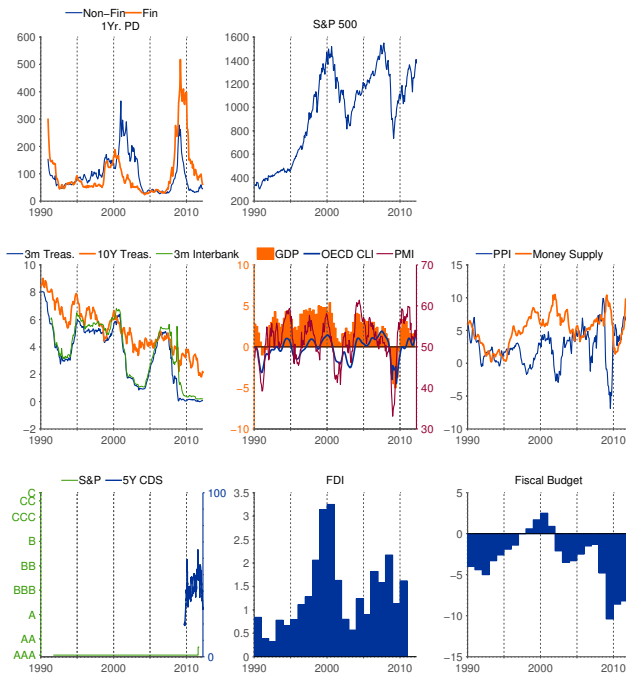 Non-Fin Fin
1Yr. PD
600
500
400
300
200
100
0
1990 2000 2010
S&P 500
1600
1400
1200
1000
800
600
400
200
1990 2000 2010
3m Treas. 10Y Treas. 3m Interbank
10
8
6
4
2
0
−2
1990 2000 2010
GDP OECD CLI PMI
10
5
0
−5
−10
70
60
50
40
30
1990 2000 2010
PPI Money Supply
15
10
5
0
−5
−10
1990 2000 2010
S&P 5Y CDS
C
CC
CCC
B
BB
BBB
A
AA
AAA
100
0
1990 2000 2010
FDI
3.5
3
2.5
2
1.5
1
0.5
0
1990 2000 2010
Fiscal Budget
5
0
−5
−10
−15
1990 2000 2010